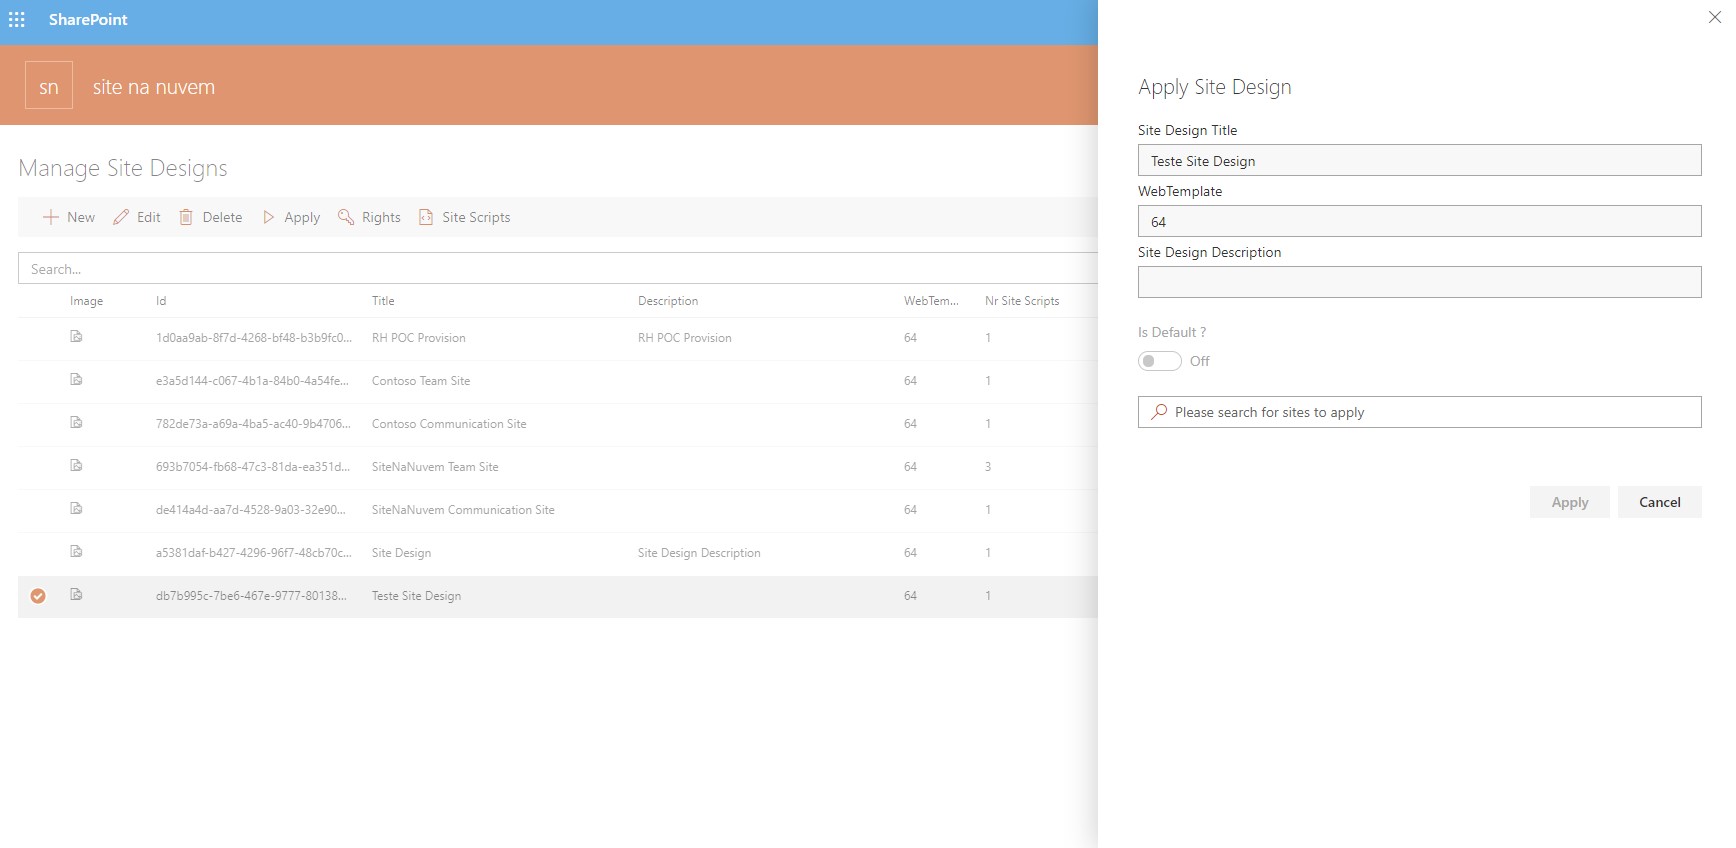 SharePoint
sn site na nuvem
Manage Site Designs
New Edit Delete Apply Rights Site Scripts
Search...
Image Id Title Description WebTem... Nr Site Scripts
1d0aa9ab-8f7d-4268-bf48-b3b9fc0... RH POC Provision RH POC Provision 64 1
e3a5d144-c067-4b1a-84b0-4a54fe... Contoso Team Site 64 1
782de73a-a69a-4ba5-ac40-9b4706... Contoso Communication Site 64 1
693b7054-fb68-47c3-81da-ea351d... SiteNaNuvem Team Site 64 3
de414a4d-aa7d-4528-9a03-32e90... SiteNaNuvem Communication Site 64 1
a5381daf-b427-4296-96f7-48cb70c... Site Design Site Design Description 64 1
db7b995c-7be6-467e-9777-80138... Teste Site Design 64 1
Apply Site Design
Site Design Title
Teste Site Design
WebTemplate
64
Site Design Description
Is Default ?
Off
Please search for sites to apply
Apply Cancel